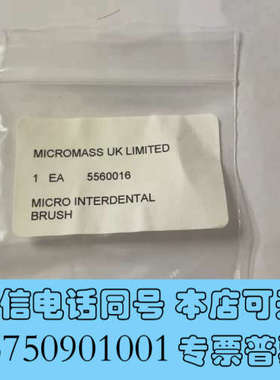 MICROMASS UK LIMITED
1 EA 5560016
MICRO INTERDENTAL
BRUSH
信电话同号 本店可
3750901001 专票普